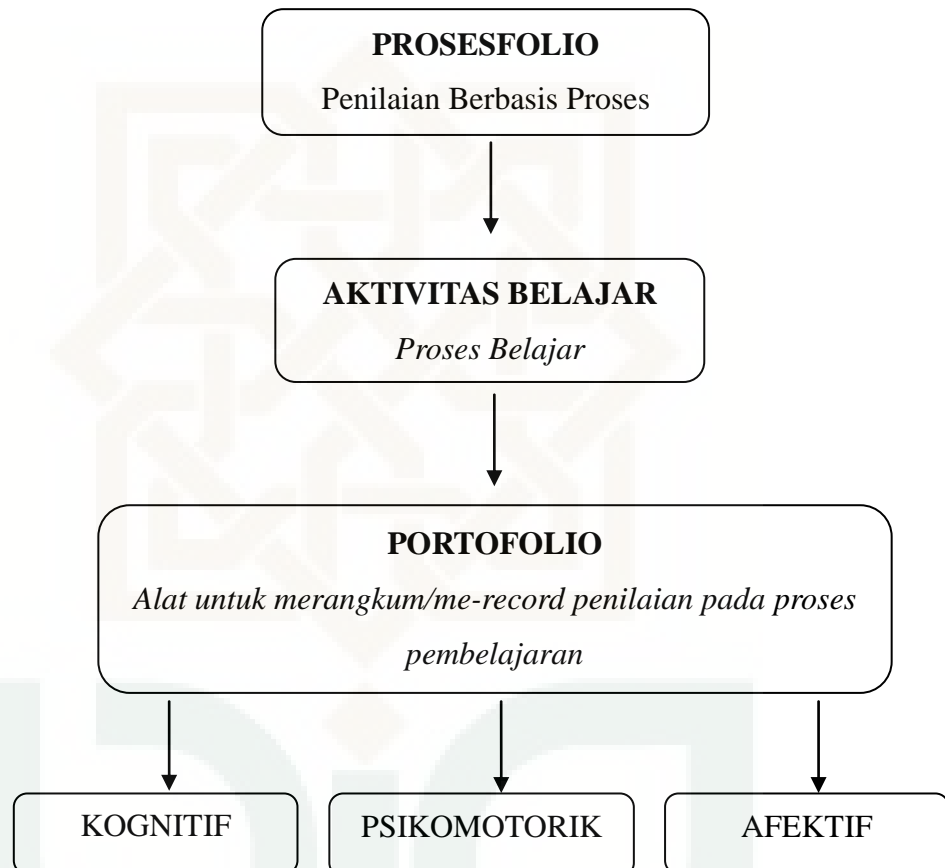 PROSESFOLIO
Penilaian Berbasis Proses
AKTIVITAS BELAJAR
Proses Belajar
PORTOFOLIO
Alat untuk merangkum/me-record penilaian pada proses
pembelajaran
KOGNITIF
PSIKOMOTORIK
AFEKTIF